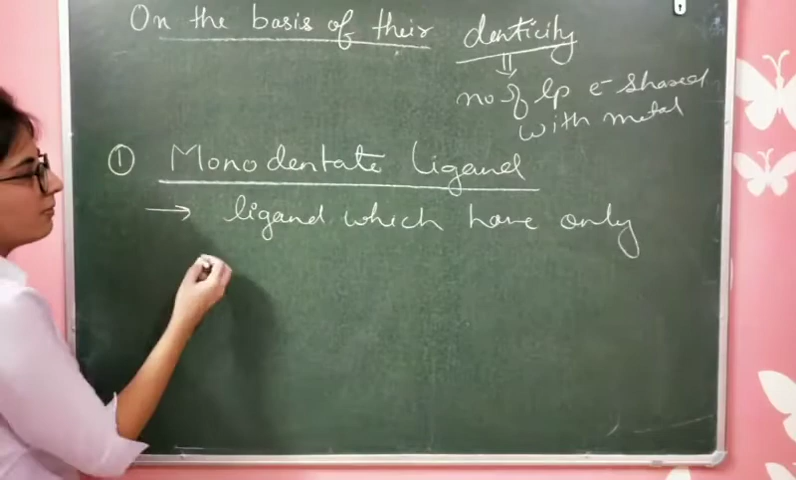 On the basis of their denticity
no of lp e- shared
with metal
① Monodentate ligand
→ ligand which have only